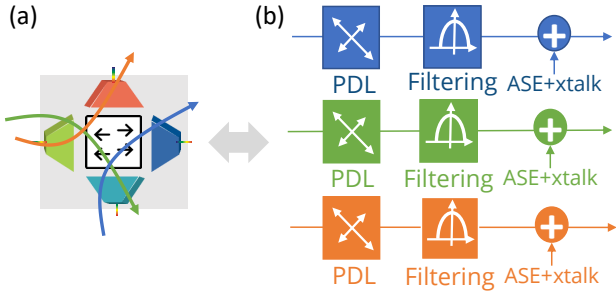 (a)
(b)
PDL Filtering ASE+xtalk
PDL Filtering ASE+xtalk
PDL Filtering ASE+xtalk